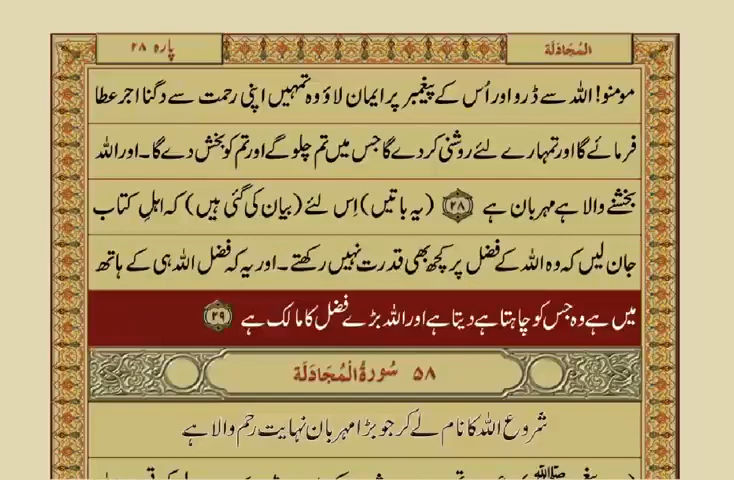 پارہ ۲۸
المُجَادَلَة
مومنو! اللہ سے ڈرو اور اُس کے پیغمبر پر ایمان لاؤ وہ تمہیں اپنی رحمت سے دگنا اجر عطا
فرمائے گا اور تمہارے لئے روشنی کر دے گا جس میں تم چلو گے اور تم کو بخش دے گا۔ اور اللہ
بخشنے والا ہے مہربان ہے ۲۸ (یہ باتیں) اِس لئے (بیان کی گئی ہیں) کہ اہلِ کتاب
جان لیں کہ وہ اللہ کے فضل پر کچھ بھی قدرت نہیں رکھتے۔ اور یہ کہ فضل اللہ ہی کے ہاتھ
میں ہے وہ جس کو چاہتا ہے دیتا ہے اور اللہ بڑے فضل کا مالک ہے ۲۹
۵۸ سُورَةُ الْمُجَادَلَة
شروع اللہ کا نام لے کر جو بڑا مہربان نہایت رحم والا ہے